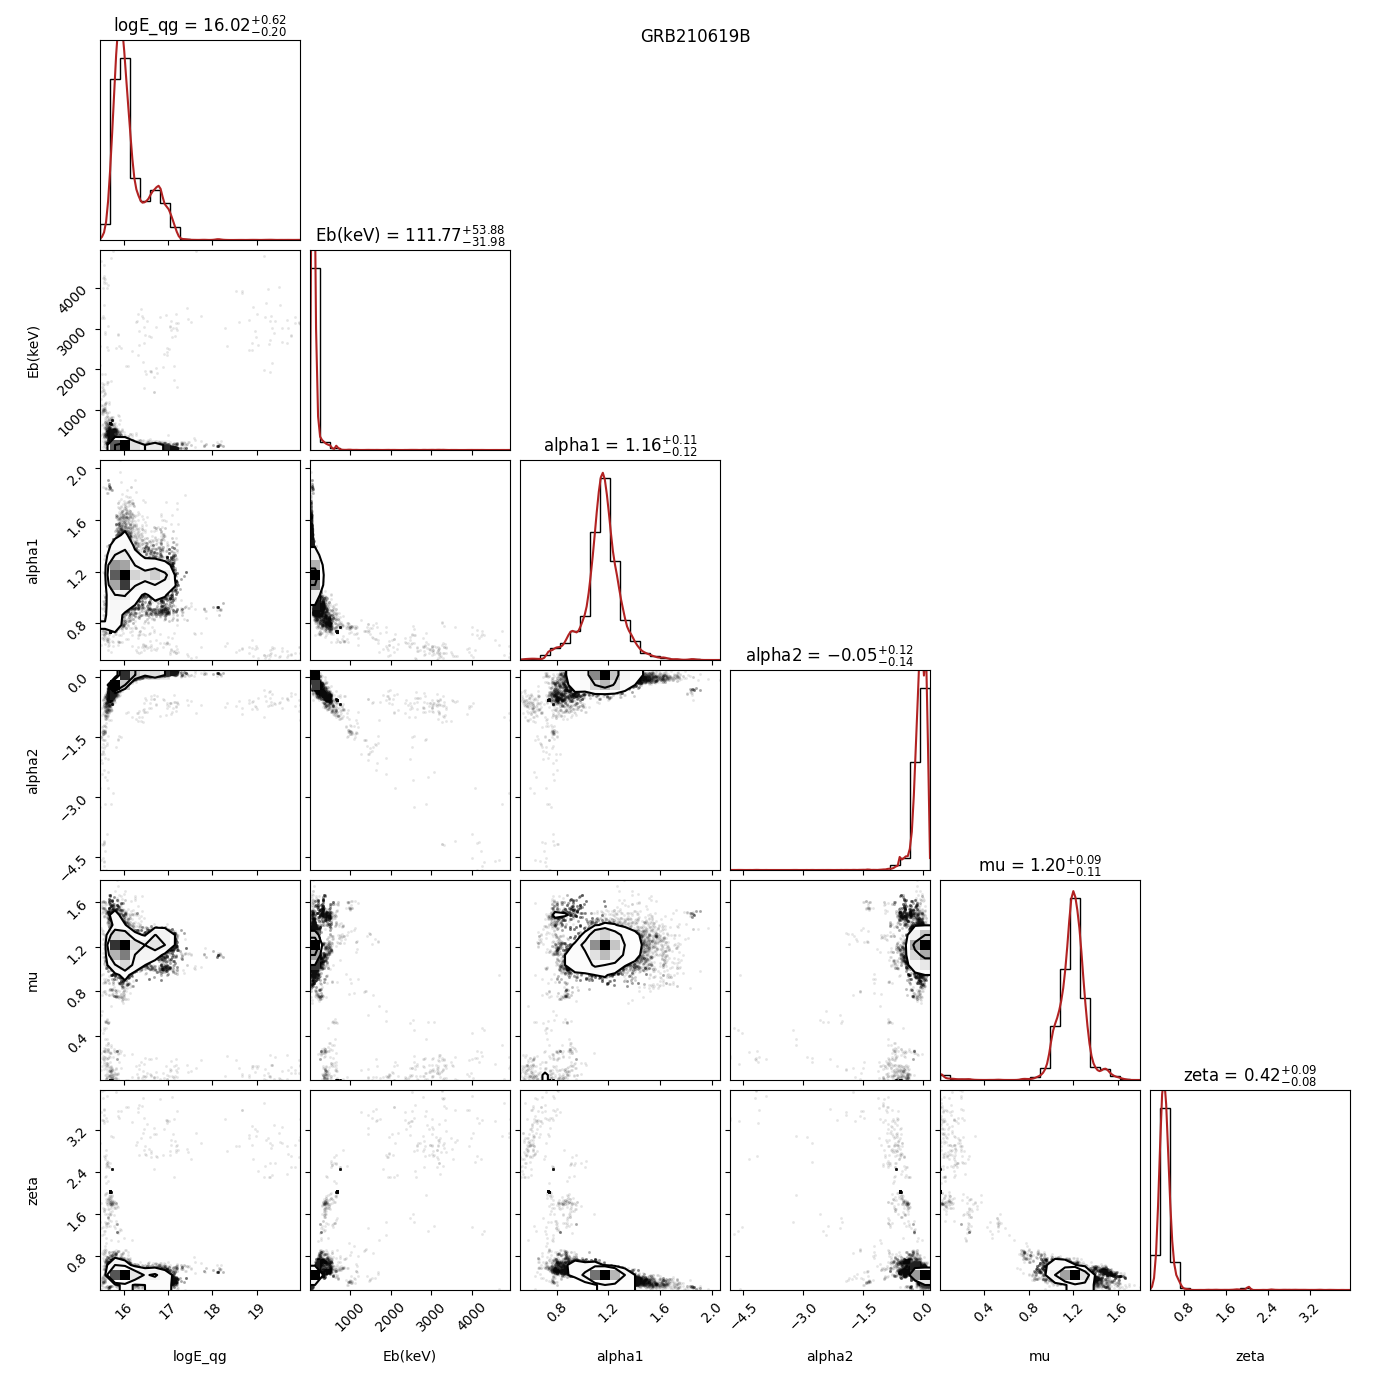 GRB210619B
logE_qg = 16.02+0.62−0.20
Eb(keV) = 111.77+53.88−31.98
alpha1 = 1.16+0.11−0.12
alpha2 = −0.05+0.12−0.14
mu = 1.20+0.09−0.11
zeta = 0.42+0.09−0.08
Eb(keV)
4000
3000
2000
1000
alpha1
2.0
1.6
1.2
0.8
alpha2
0.0
−1.5
−3.0
−4.5
mu
1.6
1.2
0.8
0.4
zeta
3.2
2.4
1.6
0.8
16 17 18 19
1000 2000 3000 4000
0.8 1.2 1.6 2.0
−4.5 −3.0 −1.5 0.0
0.4 0.8 1.2 1.6
0.8 1.6 2.4 3.2
logE_qg
Eb(keV)
alpha1
alpha2
mu
zeta